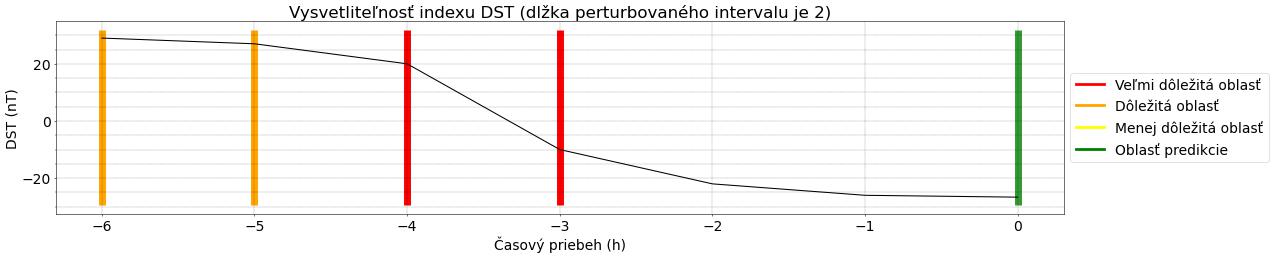 Vysvetliteľnosť indexu DST (dĺžka perturbovaného intervalu je 2)
DST (nT)
20
0
−20
−6 −5 −4 −3 −2 −1 0
Časový priebeh (h)
Veľmi dôležitá oblasť
Dôležitá oblasť
Menej dôležitá oblasť
Oblasť predikcie